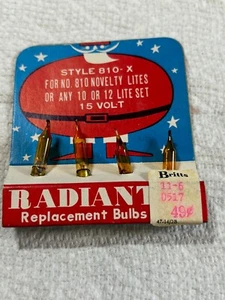 STYLE 810-X
FOR NO. 810 NOVELTY LITES
OR ANY 10 OR 12 LITE SET
15 VOLT
RADIANT
Replacement Bulbs
Britts
11-6
0517
49¢